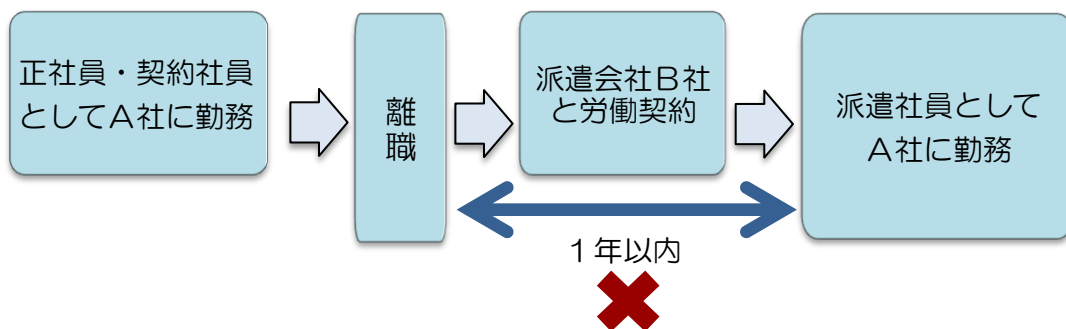 正社員・契約社員
としてA社に勤務
離
職
派遣会社B社
と労働契約
派遣社員として
A社に勤務
1年以内